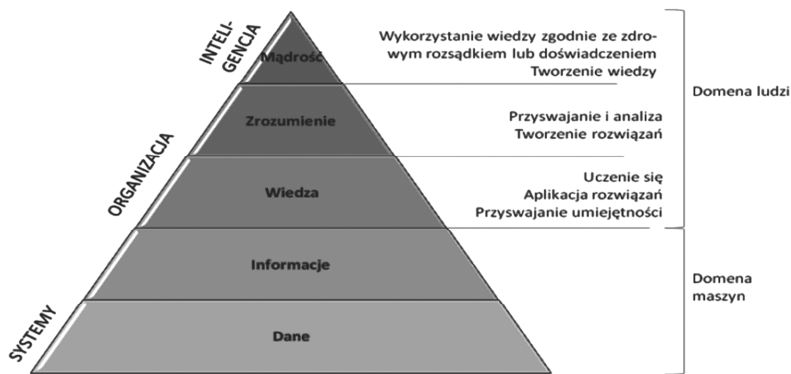 INTELI-
GENCJA
ORGANIZACJA
SYSTEMY
Mądrość
Zrozumienie
Wiedza
Informacje
Dane
Wykorzystanie wiedzy zgodnie ze zdro-
wym rozsądkiem lub doświadczeniem
Tworzenie wiedzy
Przyswajanie i analiza
Tworzenie rozwiązań
Uczenie się
Aplikacja rozwiązań
Przyswajanie umiejętności
Domena ludzi
Domena
maszyn